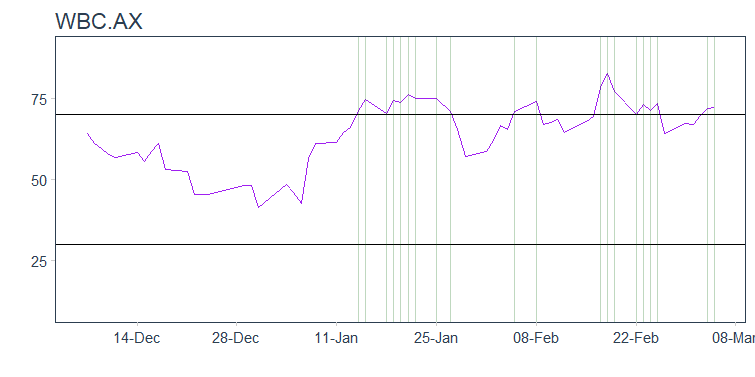 WBC.AX
75
50
25
14-Dec
28-Dec
11-Jan
25-Jan
08-Feb
22-Feb
08-Mar